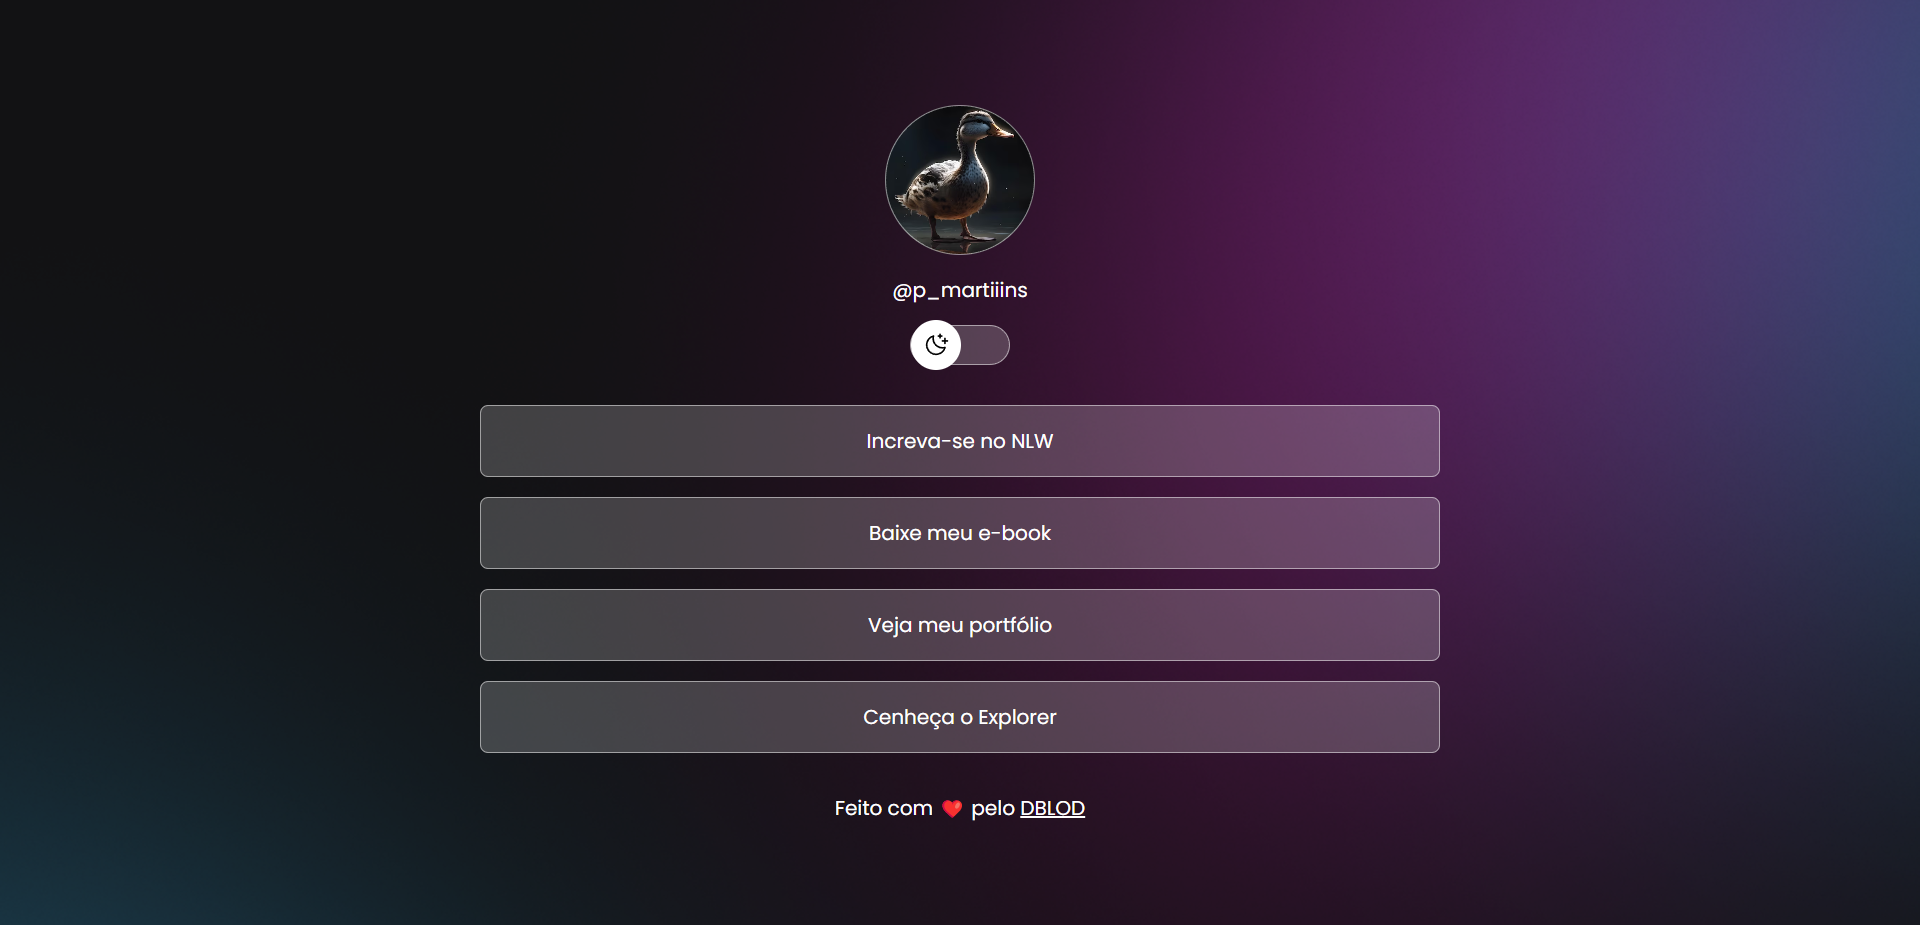 @p_martiiins
Increva-se no NLW
Baixe meu e-book
Veja meu portfólio
Cenheça o Explorer
Feito com ❤️ pelo DBLOD